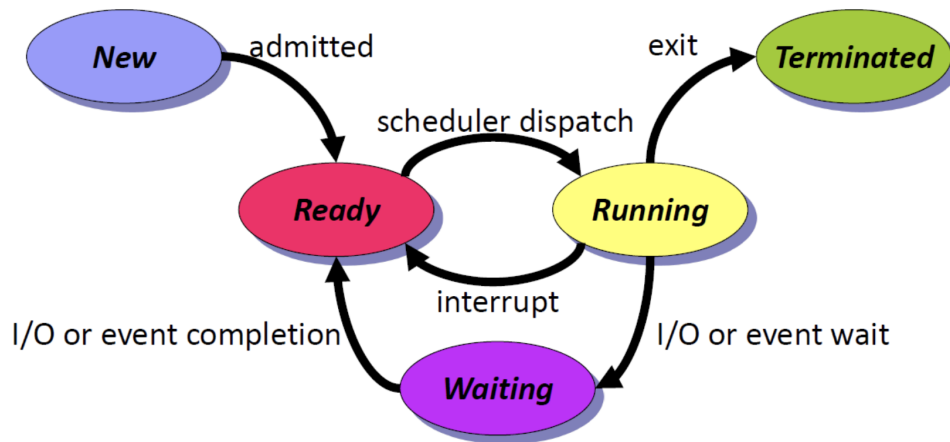 New
admitted
exit
Terminated
scheduler dispatch
Ready
Running
interrupt
I/O or event completion
I/O or event wait
Waiting